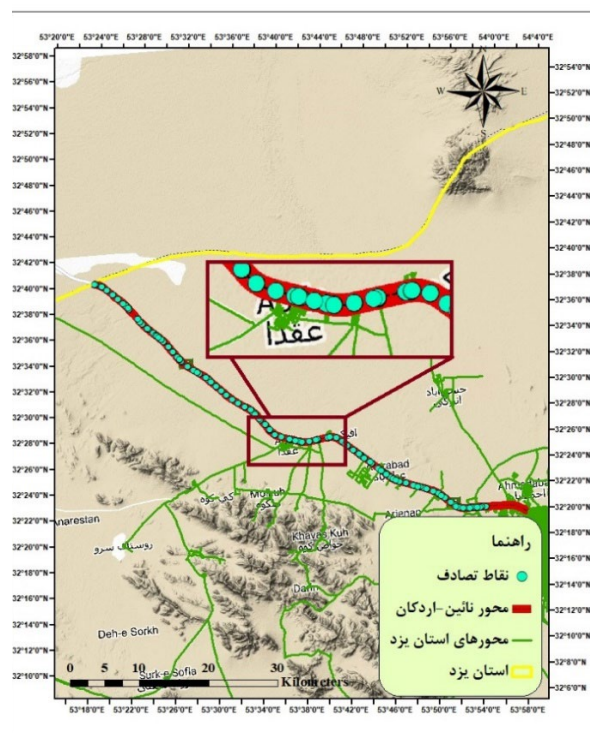 53°20'0"E 53°24'0"E 53°28'0"E 53°32'0"E 53°36'0"E 53°40'0"E 53°44'0"E 53°48'0"E 53°52'0"E 53°56'0"E 54°0'0"E 54°4'0"E
32°58'0"N
32°56'0"N
32°54'0"N
32°52'0"N
32°50'0"N
32°48'0"N
32°46'0"N
32°44'0"N
32°42'0"N
32°40'0"N
32°38'0"N
32°36'0"N
32°34'0"N
32°32'0"N
32°30'0"N
32°28'0"N
32°26'0"N
32°24'0"N
32°22'0"N
32°20'0"N
32°18'0"N
32°16'0"N
32°14'0"N
32°12'0"N
32°10'0"N
32°54'0"N
32°52'0"N
32°50'0"N
32°48'0"N
32°46'0"N
32°44'0"N
32°42'0"N
32°40'0"N
32°38'0"N
32°36'0"N
32°34'0"N
32°32'0"N
32°30'0"N
32°28'0"N
32°26'0"N
32°24'0"N
32°22'0"N
32°20'0"N
32°18'0"N
32°16'0"N
32°14'0"N
32°12'0"N
32°10'0"N
32°8'0"N
32°6'0"N
W E
S
عقدا
عقدا
Khavas Kuh
خواص کوه
روستای سرو
Deh-e Sorkh
Surk-e Sofla
راهنما
نقاط تصادف
محور نائین-اردکان
محورهای استان یزد
استان یزد
0 5 10 20 30
Kilometers
53°18'0"E 53°22'0"E 53°26'0"E 53°30'0"E 53°34'0"E 53°38'0"E 53°42'0"E 53°46'0"E 53°50'0"E 53°54'0"E 53°58'0"E